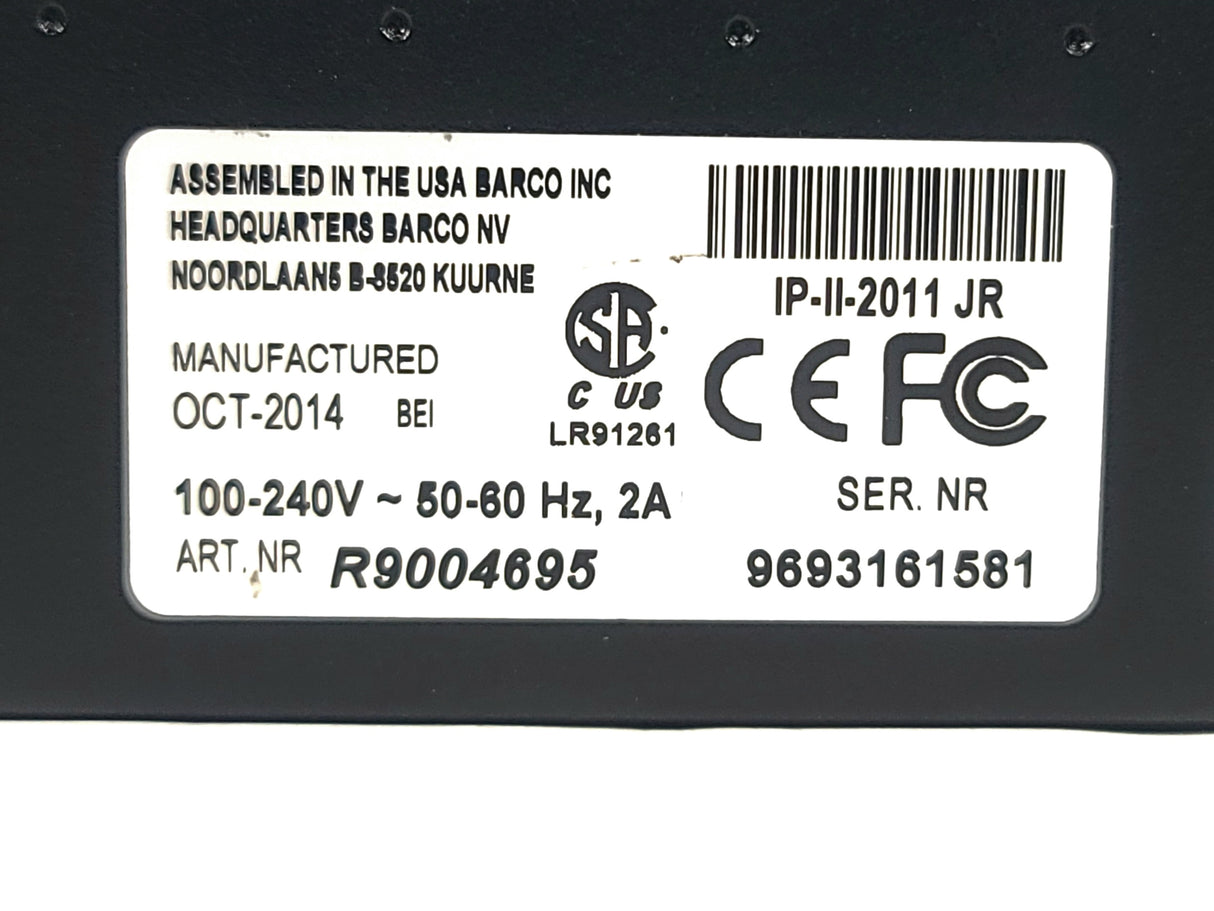 ASSEMBLED IN THE USA BARCO INC
HEADQUARTERS BARCO NV
NOORDLAAN5 B-8520 KUURNE
MANUFACTURED
OCT-2014 BEI
100-240V ~ 50-60 Hz, 2A
ART. NR R9004695
CSA
C US
LR91261
IP-II-2011 JR
CE FC
SER. NR
9693161581